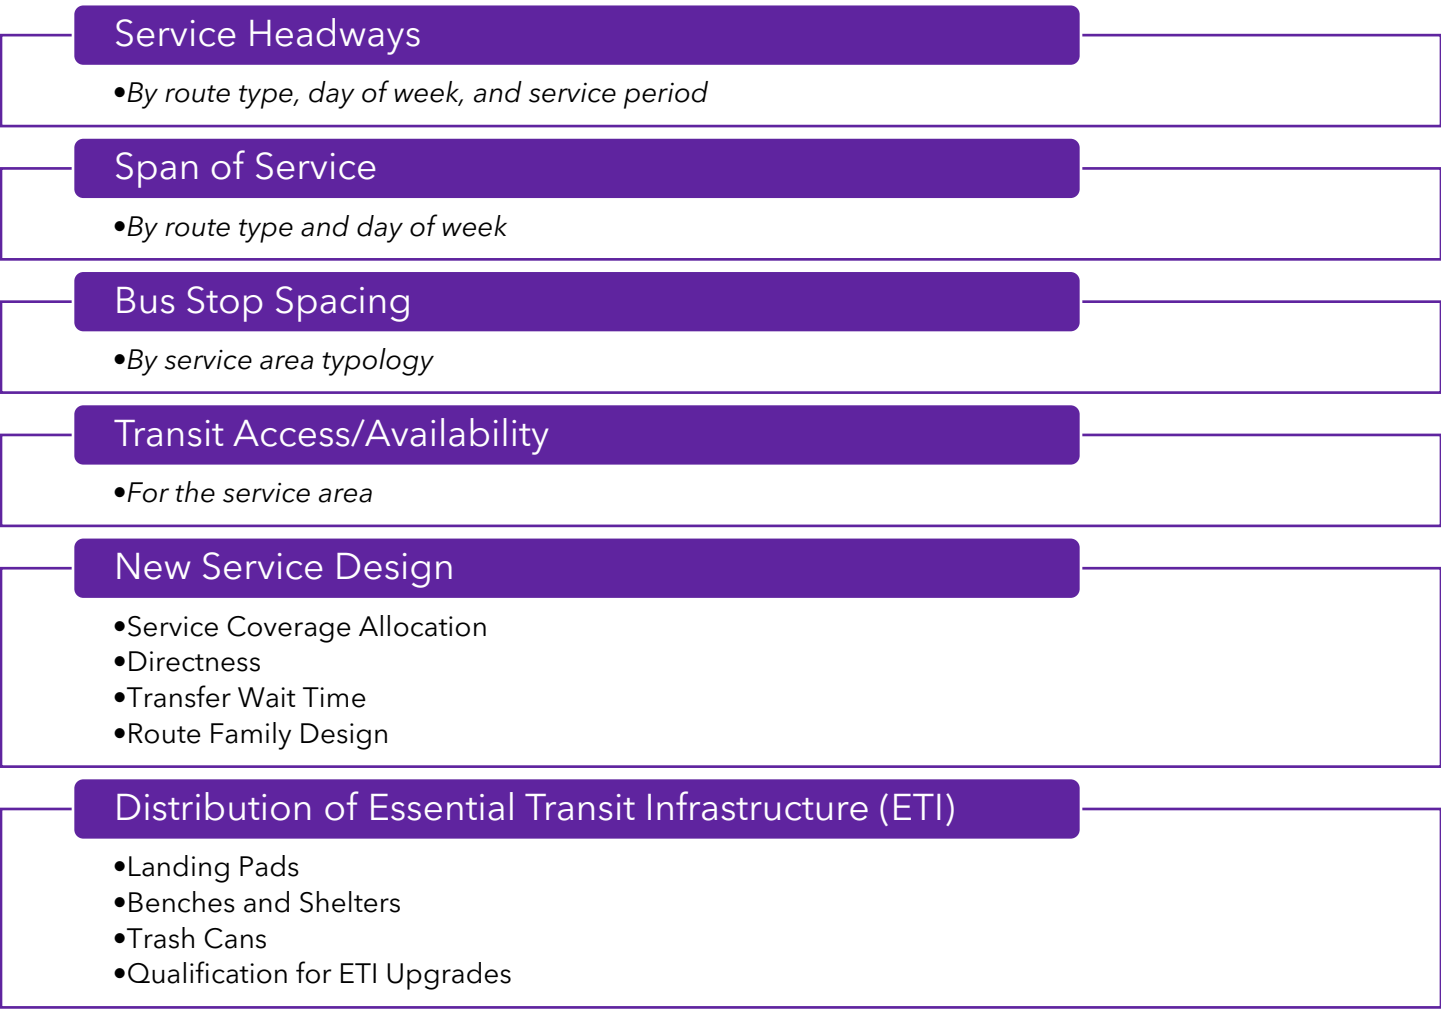 Service Headways
•By route type, day of week, and service period
Span of Service
•By route type and day of week
Bus Stop Spacing
•By service area typology
Transit Access/Availability
•For the service area
New Service Design
•Service Coverage Allocation
•Directness
•Transfer Wait Time
•Route Family Design
Distribution of Essential Transit Infrastructure (ETI)
•Landing Pads
•Benches and Shelters
•Trash Cans
•Qualification for ETI Upgrades